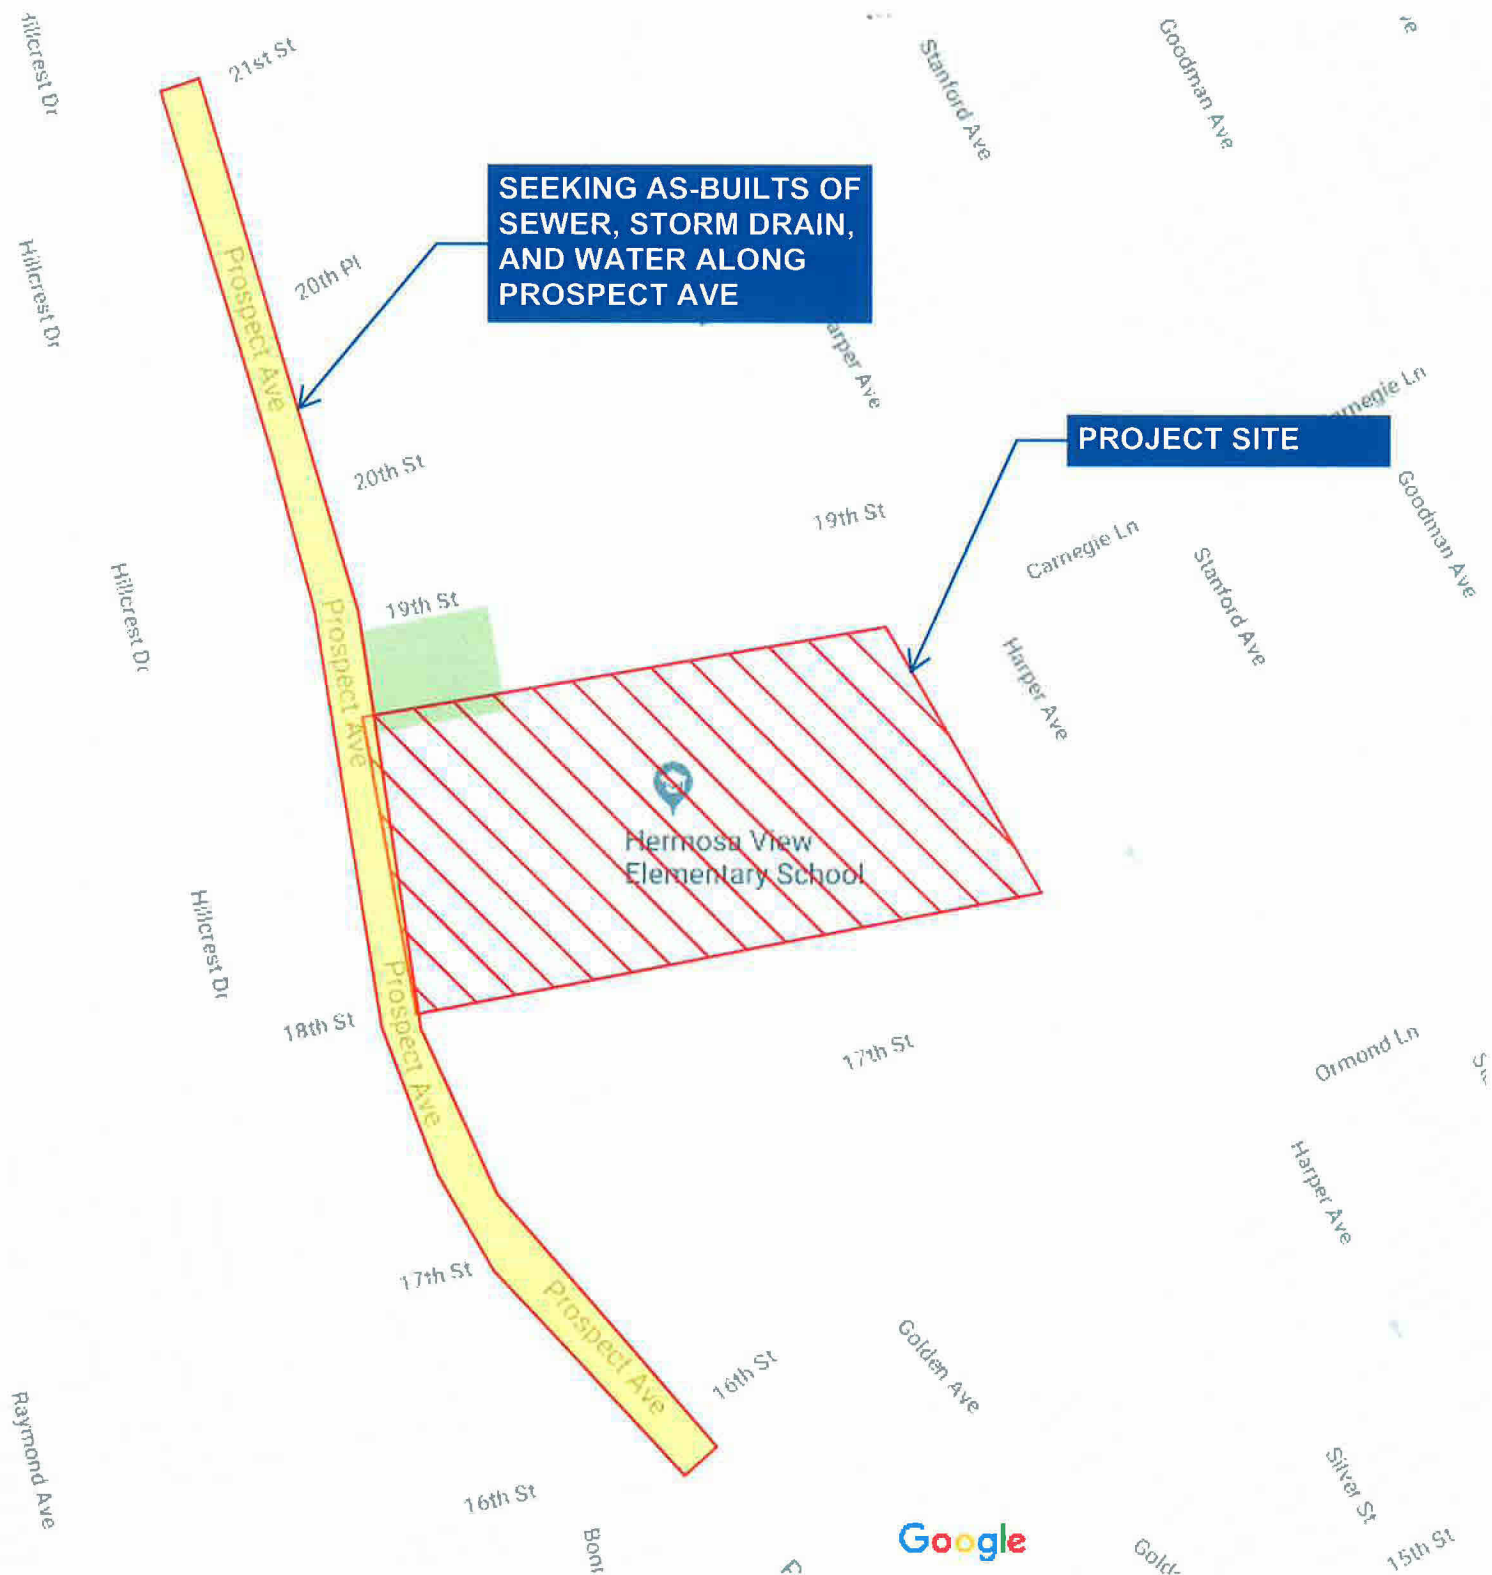 Hillcrest Dr
21st St
Stanford Ave
Goodman Ave
SEEKING AS-BUILTS OF
SEWER, STORM DRAIN,
AND WATER ALONG
PROSPECT AVE
Hillcrest Dr
Prospect Ave
20th Pl
arper Ave
arnegie Ln
PROJECT SITE
20th St
19th St
Carnegie Ln
Goodman Ave
Stanford Ave
Hillcrest Dr
19th St
Prospect Ave
Harper Ave
Hermosa View
Elementary School
Hillcrest Dr
Prospect Ave
18th St
17th St
Ormond Ln
Harper Ave
17th St
Prospect Ave
16th St
Golden Ave
Raymond Ave
16th St
Silver St
Google
15th St